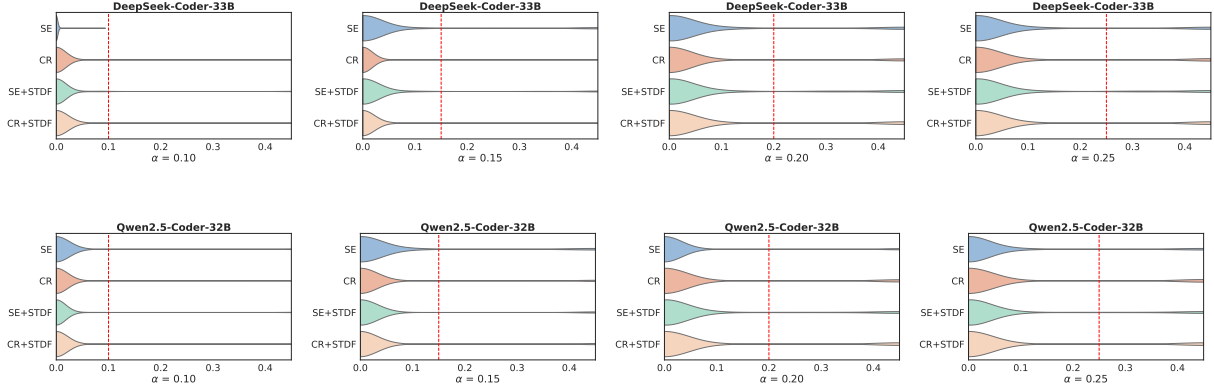 DeepSeek-Coder-33B
SE
CR
SE+STDF
CR+STDF
0.0 0.1 0.2 0.3 0.4
α = 0.10
DeepSeek-Coder-33B
SE
CR
SE+STDF
CR+STDF
0.0 0.1 0.2 0.3 0.4
α = 0.15
DeepSeek-Coder-33B
SE
CR
SE+STDF
CR+STDF
0.0 0.1 0.2 0.3 0.4
α = 0.20
DeepSeek-Coder-33B
SE
CR
SE+STDF
CR+STDF
0.0 0.1 0.2 0.3 0.4
α = 0.25
Qwen2.5-Coder-32B
SE
CR
SE+STDF
CR+STDF
0.0 0.1 0.2 0.3 0.4
α = 0.10
Qwen2.5-Coder-32B
SE
CR
SE+STDF
CR+STDF
0.0 0.1 0.2 0.3 0.4
α = 0.15
Qwen2.5-Coder-32B
SE
CR
SE+STDF
CR+STDF
0.0 0.1 0.2 0.3 0.4
α = 0.20
Qwen2.5-Coder-32B
SE
CR
SE+STDF
CR+STDF
0.0 0.1 0.2 0.3 0.4
α = 0.25